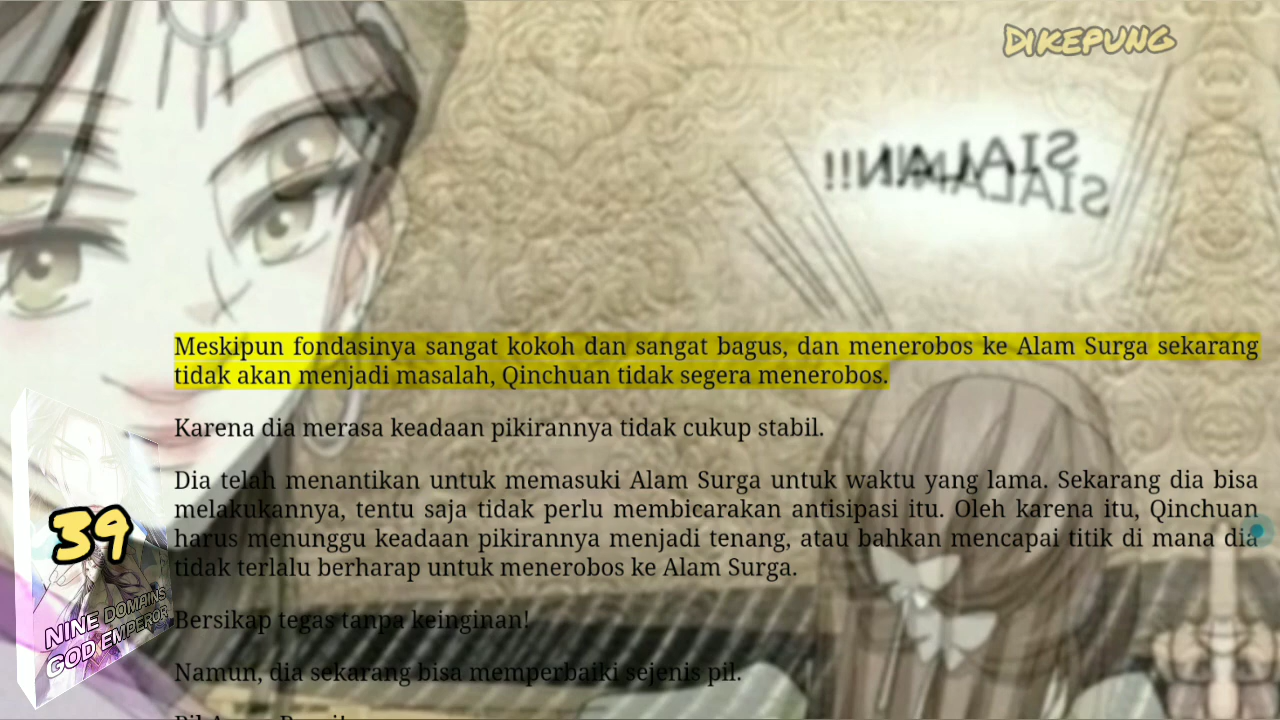 DIKEPUNG
SIALAN!!!
SIALAN
Meskipun fondasinya sangat kokoh dan sangat bagus, dan menerobos ke Alam Surga sekarang
tidak akan menjadi masalah, Qinchuan tidak segera menerobos.
Karena dia merasa keadaan pikirannya tidak cukup stabil.
Dia telah menantikan untuk memasuki Alam Surga untuk waktu yang lama. Sekarang dia bisa
melakukannya, tentu saja tidak perlu membicarakan antisipasi itu. Oleh karena itu, Qinchuan
harus menunggu keadaan pikirannya menjadi tenang, atau bahkan mencapai titik di mana dia
tidak terlalu berharap untuk menerobos ke Alam Surga.
39
NINE DOMAINS
GOD EMPEROR
Bersikap tegas tanpa keinginan!
Namun, dia sekarang bisa memperbaiki sejenis pil.